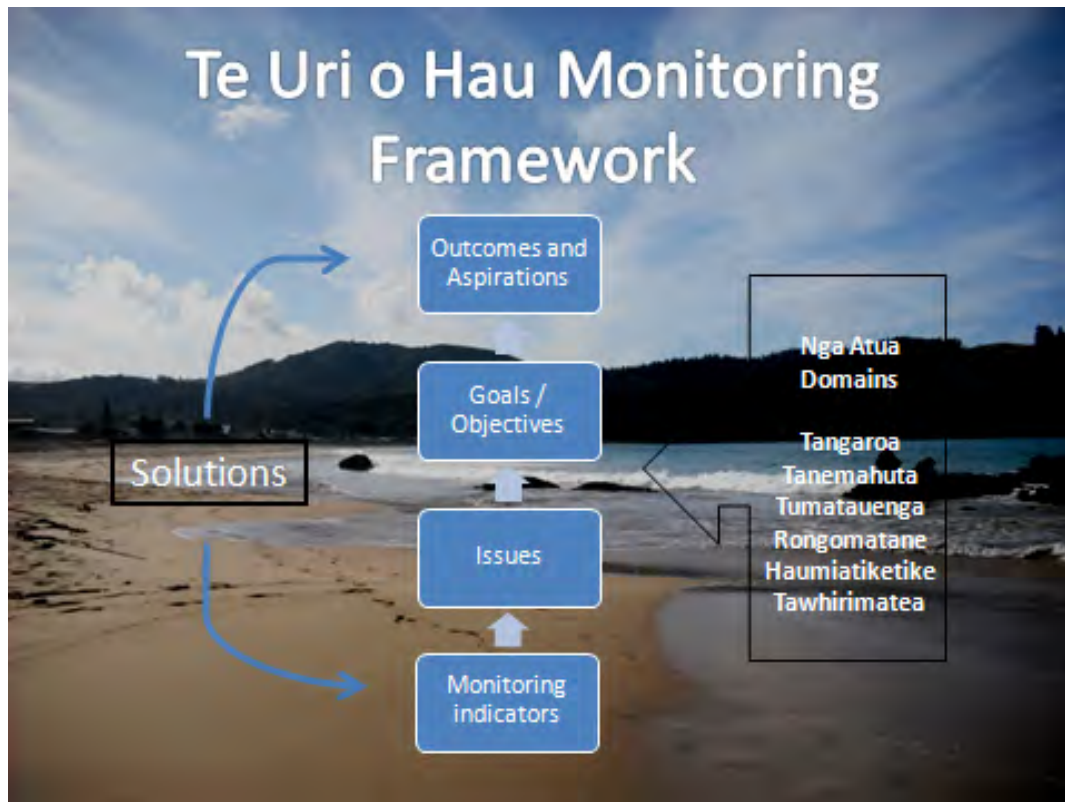 Te Uri o Hau Monitoring
Framework
Outcomes and
Aspirations
Goals /
Objectives
Issues
Monitoring
indicators
Solutions
Nga Atua
Domains
Tangaroa
Tanemahuta
Tumatauenga
Rongomatane
Haumiatiketike
Tawhirimatea